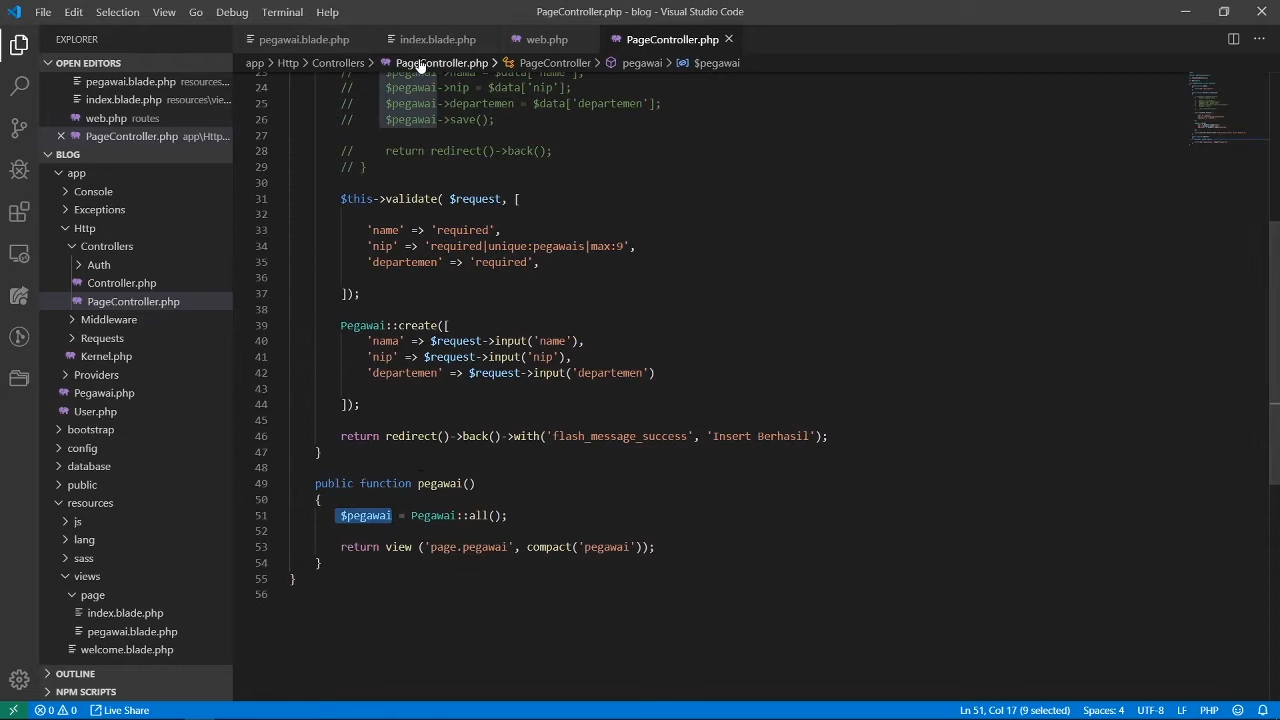 File Edit Selection View Go Debug Terminal Help PageController.php - blog - Visual Studio Code
EXPLORER
OPEN EDITORS
pegawai.blade.php resources...
index.blade.php resources\vie...
web.php routes
PageController.php app\Http...
BLOG
app
Console
Exceptions
Http
Controllers
Auth
Controller.php
PageController.php
Middleware
Requests
Kernel.php
Providers
Pegawai.php
User.php
bootstrap
config
database
public
resources
js
lang
sass
views
page
index.blade.php
pegawai.blade.php
welcome.blade.php
OUTLINE
NPM SCRIPTS
pegawai.blade.php index.blade.php web.php PageController.php
app > Http > Controllers > PageController.php > PageController > pegawai > $pegawai
23 // $pegawai->nama = $data['name'];
24 // $pegawai->nip = $data['nip'];
25 // $pegawai->departemen = $data['departemen'];
26 // $pegawai->save();
27
28 // return redirect()->back();
29 // }
30
31 $this->validate( $request, [
32
33 'name' => 'required',
34 'nip' => 'required|unique:pegawais|max:9',
35 'departemen' => 'required',
36
37 ]);
38
39 Pegawai::create([
40 'nama' => $request->input('name'),
41 'nip' => $request->input('nip'),
42 'departemen' => $request->input('departemen')
43
44 ]);
45
46 return redirect()->back()->with('flash_message_success', 'Insert Berhasil');
47 }
48
49 public function pegawai()
50 {
51 $pegawai = Pegawai::all();
52
53 return view ('page.pegawai', compact('pegawai'));
54 }
55 }
56
0 0 Live Share Ln 51, Col 17 (9 selected) Spaces: 4 UTF-8 LF PHP